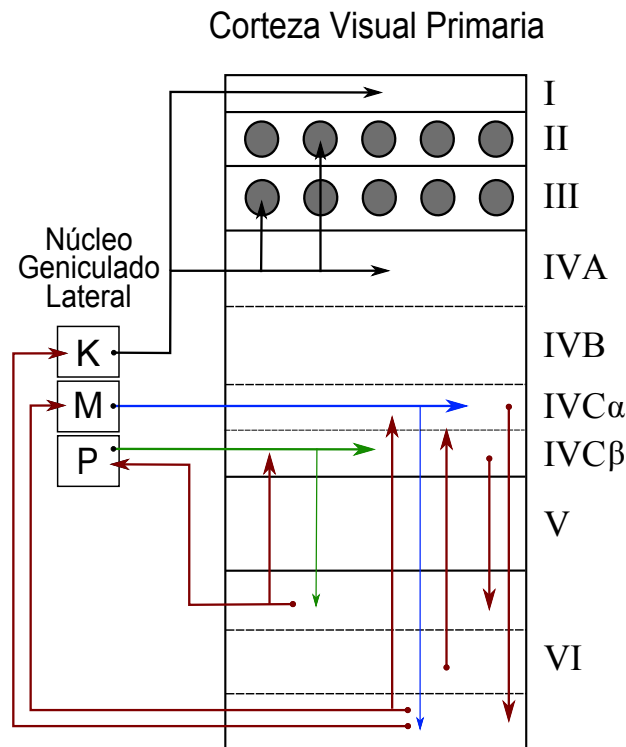 Corteza Visual Primaria
I
II
III
Núcleo
Geniculado
Lateral
IVA
K
IVB
M
IVCα
P
IVCβ
V
VI